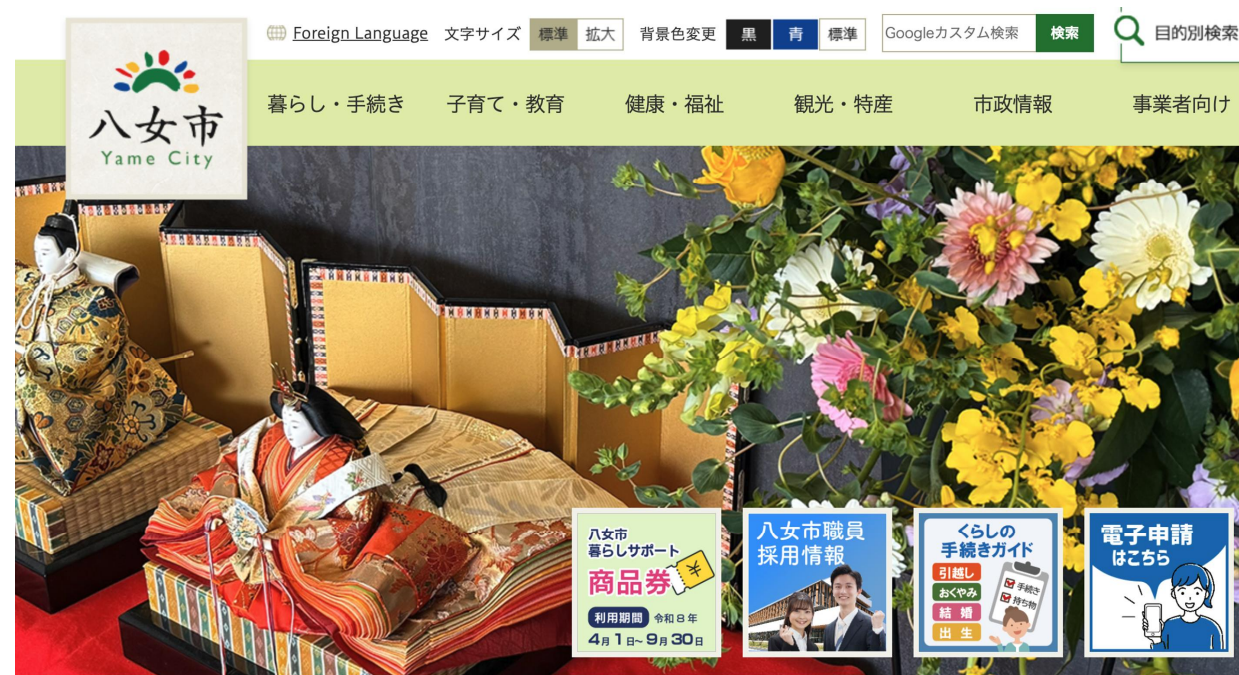 Foreign Language 文字サイズ 標準 拡大 背景色変更 黒 青 標準 Googleカスタム検索 検索 目的別検索
八女市
Yame City
暮らし・手続き 子育て・教育 健康・福祉 観光・特産 市政情報 事業者向け
八女市
暮らしサポート
商品券
利用期間 令和8年
4月1日~9月30日
八女市職員
採用情報
くらしの
手続きガイド
引越し
おくやみ
結婚
出生
手続き
持ち物
電子申請
はこちら